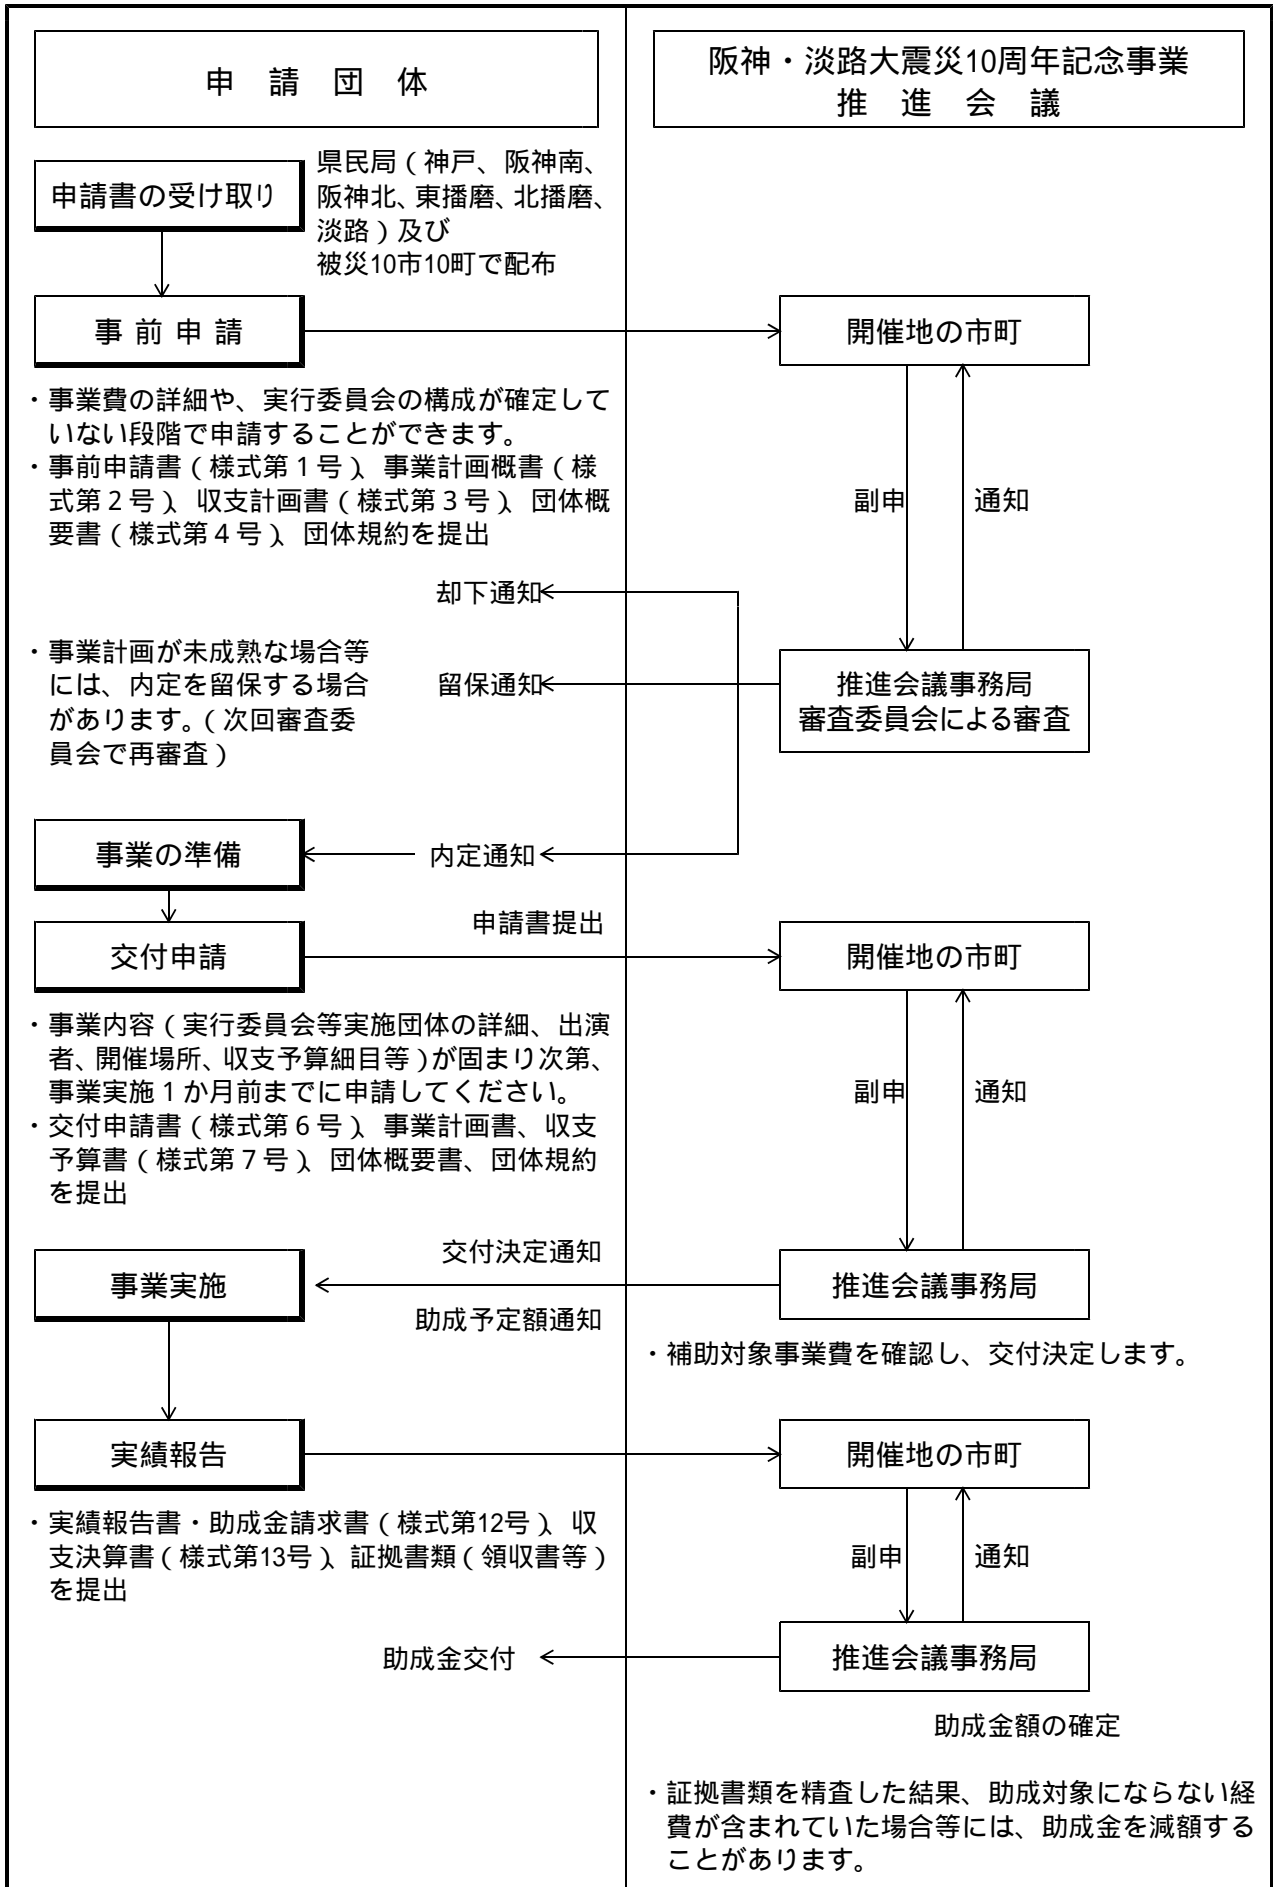 申　請　団　体
阪神・淡路大震災10周年記念事業
推　進　会　議
申請書の受け取り
県民局（神戸、阪神南、
阪神北、東播磨、北播磨、
淡路）及び
被災10市10町で配布
事 前 申 請
開催地の市町
・事業費の詳細や、実行委員会の構成が確定して
いない段階で申請することができます。
・事前申請書（様式第１号）、事業計画概書（様
式第２号）、収支計画書（様式第３号）、団体概
要書（様式第４号）、団体規約を提出
副申
通知
却下通知
・事業計画が未成熟な場合等
には、内定を留保する場合
があります。（次回審査委
員会で再審査）
留保通知
推進会議事務局
審査委員会による審査
事業の準備
内定通知
申請書提出
交付申請
開催地の市町
・事業内容（実行委員会等実施団体の詳細、出演
者、開催場所、収支予算細目等）が固まり次第、
事業実施１か月前までに申請してください。
・交付申請書（様式第６号）、事業計画書、収支
予算書（様式第７号）、団体概要書、団体規約
を提出
副申
通知
交付決定通知
事業実施
推進会議事務局
助成予定額通知
・補助対象事業費を確認し、交付決定します。
実績報告
開催地の市町
・実績報告書・助成金請求書（様式第12号）、収
支決算書（様式第13号）、証拠書類（領収書等）
を提出
副申
通知
助成金交付
推進会議事務局
助成金額の確定
・証拠書類を精査した結果、助成対象にならない経
費が含まれていた場合等には、助成金を減額する
ことがあります。